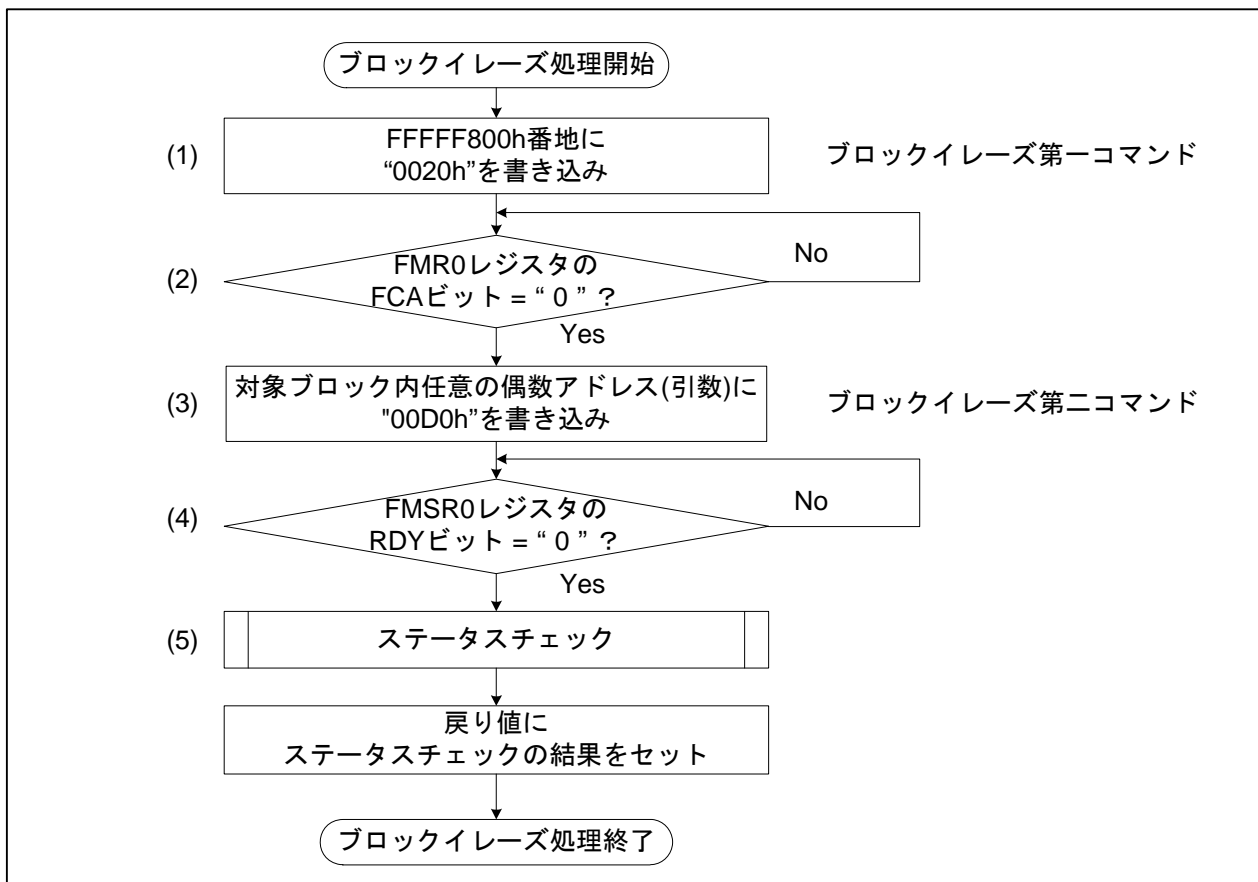 ブロックイレーズ処理開始
(1)
FFFFF800h番地に
“0020h”を書き込み
ブロックイレーズ第一コマンド
(2)
FMR0レジスタの
FCAビット = “ 0 ” ?
No
Yes
(3)
対象ブロック内任意の偶数アドレス(引数)に
"00D0h”を書き込み
ブロックイレーズ第二コマンド
(4)
FMSR0レジスタの
RDYビット = “ 0 ” ?
No
Yes
(5)
ステータスチェック
戻り値に
ステータスチェックの結果をセット
ブロックイレーズ処理終了